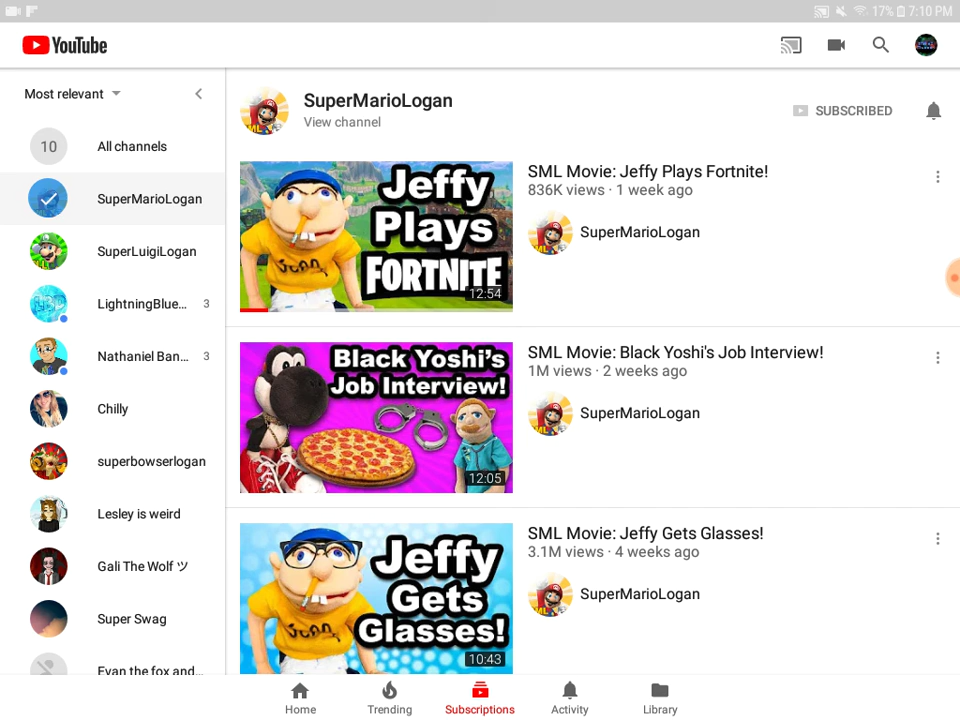 17% 7:10 PM
YouTube
Most relevant
10 All channels
SuperMarioLogan
SuperLuigiLogan
LightningBlue... 3
Nathaniel Ban... 3
Chilly
superbowserlogan
Lesley is weird
Gali The Wolf ツ
Super Swag
Evan the fox and...
SuperMarioLogan
View channel
SUBSCRIBED
Jeffy
Plays
FORTNITE
12:54
SML Movie: Jeffy Plays Fortnite!
836K views · 1 week ago
SuperMarioLogan
Black Yoshi's
Job Interview!
12:05
SML Movie: Black Yoshi's Job Interview!
1M views · 2 weeks ago
SuperMarioLogan
Jeffy
Gets
Glasses!
10:43
SML Movie: Jeffy Gets Glasses!
3.1M views · 4 weeks ago
SuperMarioLogan
Home
Trending
Subscriptions
Activity
Library